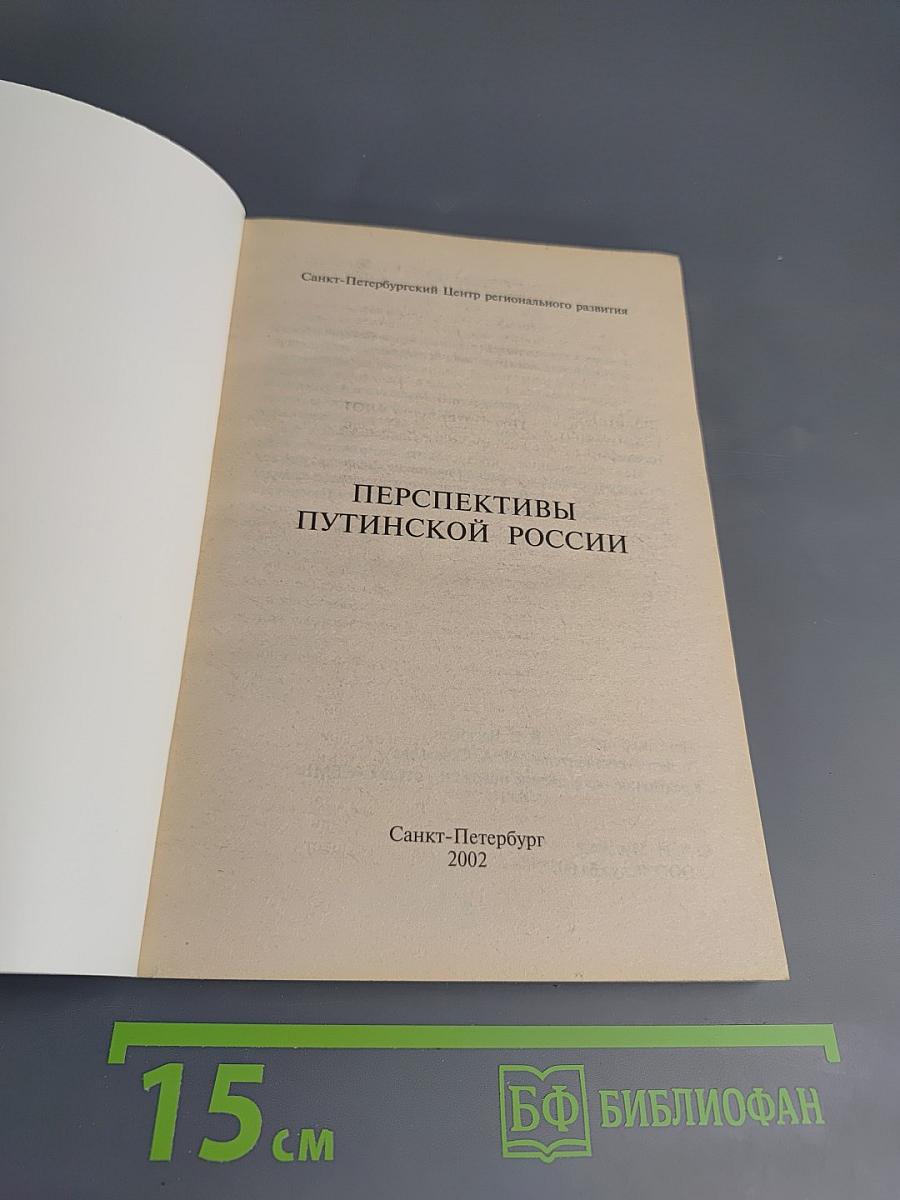 Санкт-Петербургский Центр регионального развития
ПЕРСПЕКТИВЫ
ПУТИНСКОЙ РОССИИ
Санкт-Петербург
2002
15 см
БФ БИБЛИОФАН